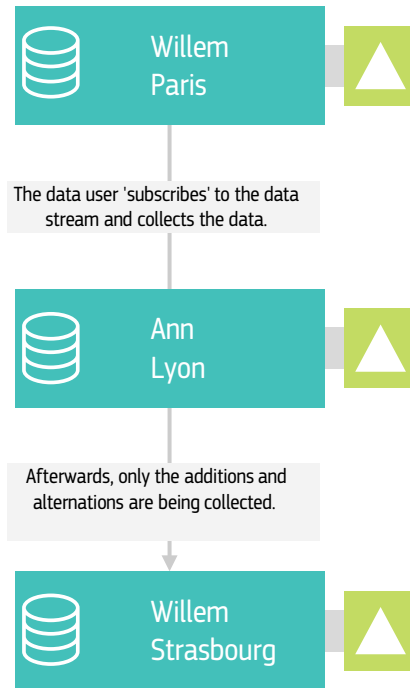 Willem
Paris
The data user 'subscribes' to the data
stream and collects the data.
Ann
Lyon
Afterwards, only the additions and
alternations are being collected.
Willem
Strasbourg